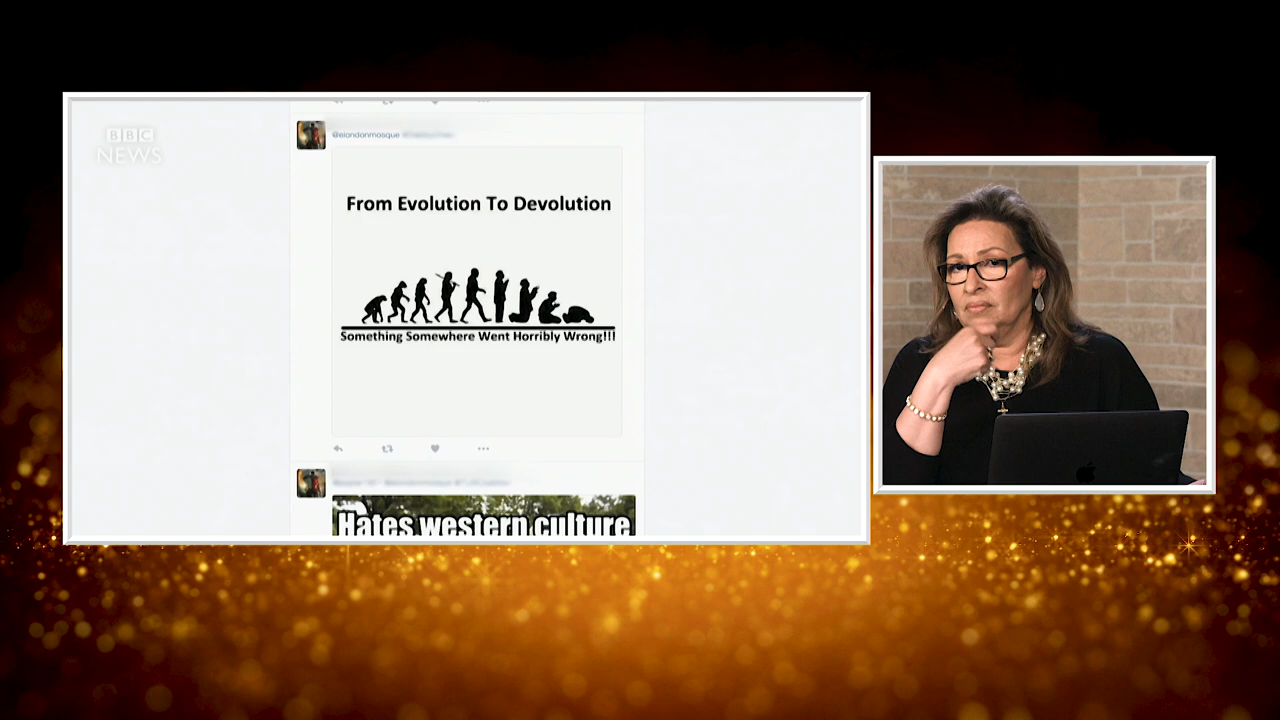 BBC
NEWS
@elondonmosque
From Evolution To Devolution
Something Somewhere Went Horribly Wrong!!!
Hates western culture